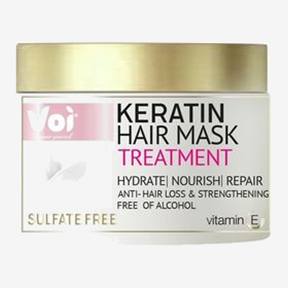 Voi
KERATIN
HAIR MASK
TREATMENT
HYDRATE| NOURISH| REPAIR
ANTI-HAIR LOSS & STRENGTHENING
FREE OF ALCOHOL
SULFATE FREE
vitamin E